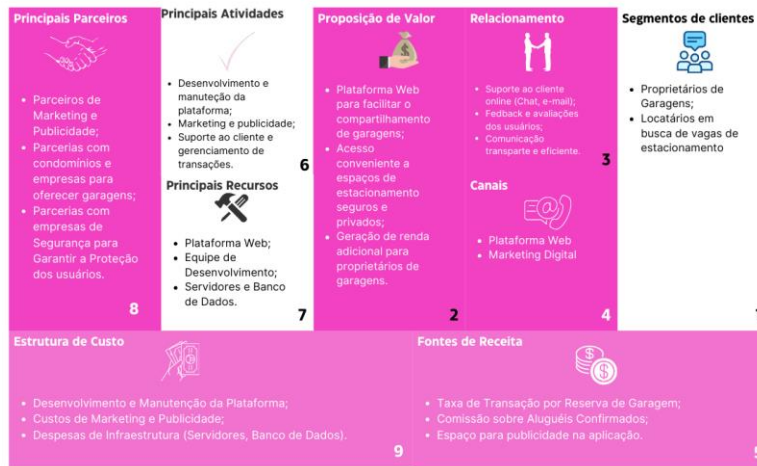 Principais Parceiros
• Parceiros de
Marketing e
Publicidade;
• Parcerias com
condomínios e
empresas para
oferecer garagens;
• Parcerias com
empresas de
Segurança para
Garantir a Proteção
dos usuários.
8
Principais Atividades
• Desenvolvimento e
manuteção da
plataforma;
• Marketing e publicidade;
• Suporte ao cliente e
gerenciamento de
transações.
6
Principais Recursos
• Plataforma Web;
• Equipe de
Desenvolvimento;
• Servidores e Banco
de Dados.
7
Proposição de Valor
• Plataforma Web
para facilitar o
compartilhamento
de garagens;
• Acesso
conveniente a
espaços de
estacionamento
seguros e
privados;
• Geração de renda
adicional para
proprietários de
garagens.
2
Relacionamento
• Suporte ao cliente
online (Chat, e-mail);
• Fedback e avaliações
dos usuários;
• Comunicação
transparte e eficiente.
3
Canais
• Plataforma Web
• Marketing Digital
4
Segmentos de clientes
• Proprietários de
Garagens;
• Locatários em
busca de vagas de
estacionamento
Estrutura de Custo
• Desenvolvimento e Manutenção da Plataforma;
• Custos de Marketing e Publicidade;
• Despesas de Infraestrutura (Servidores, Banco de Dados).
9
Fontes de Receita
• Taxa de Transação por Reserva de Garagem;
• Comissão sobre Aluguéis Confirmados;
• Espaço para publicidade na aplicação.